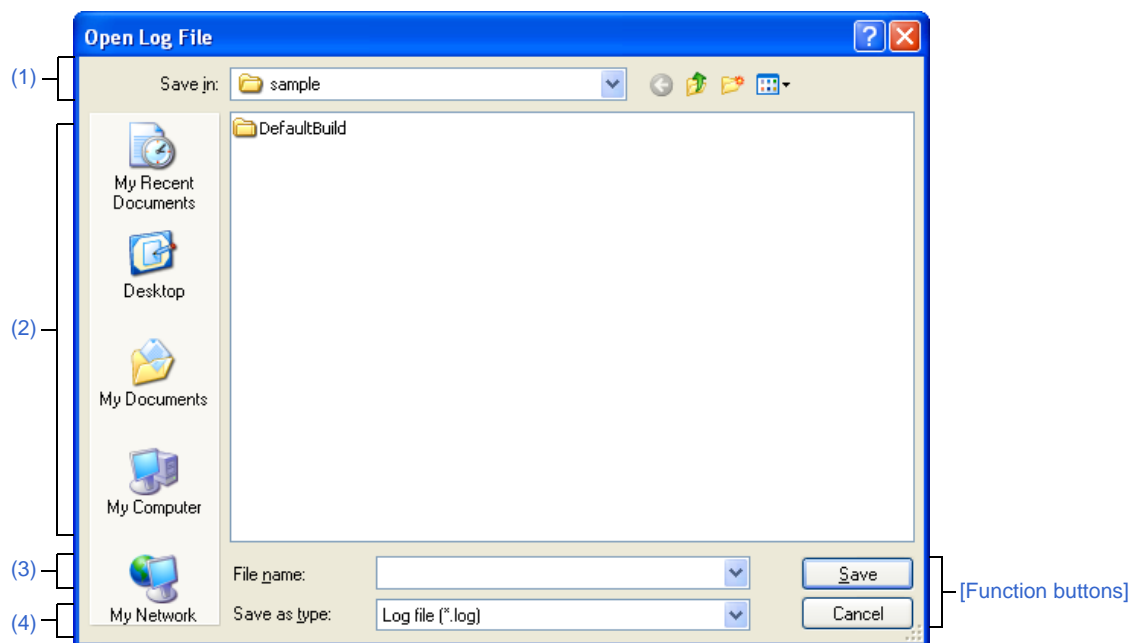 Open Log File
(1)
Save in:
sample
DefaultBuild
My Recent
Documents
Desktop
(2)
My Documents
My Computer
(3)
File name:
Save
[Function buttons]
(4)
My Network
Save as type:
Log file (*.log)
Cancel